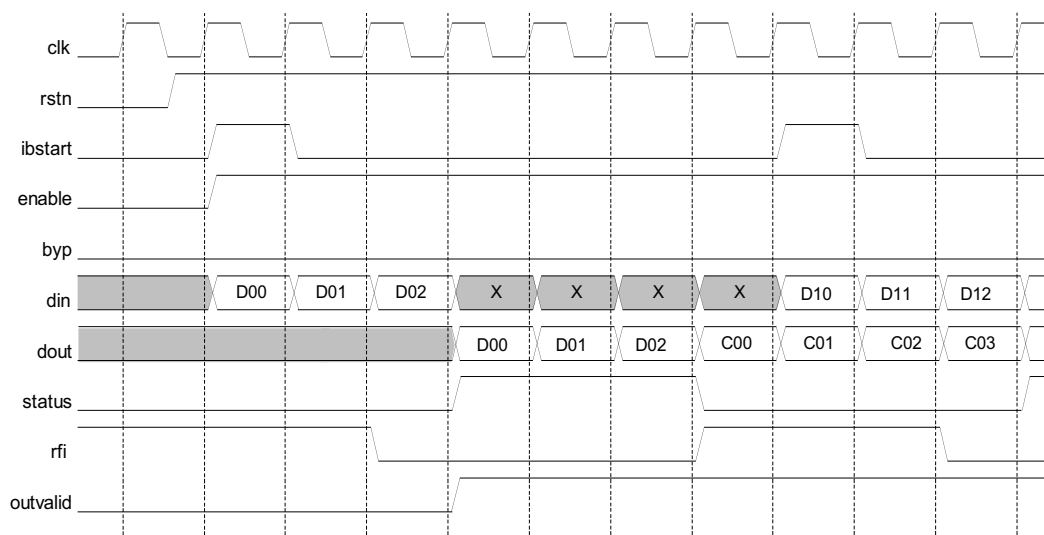 clk
rstn
ibstart
enable
byp
din D00 D01 D02 X X X X D10 D11 D12
dout D00 D01 D02 C00 C01 C02 C03
status
rfi
outvalid